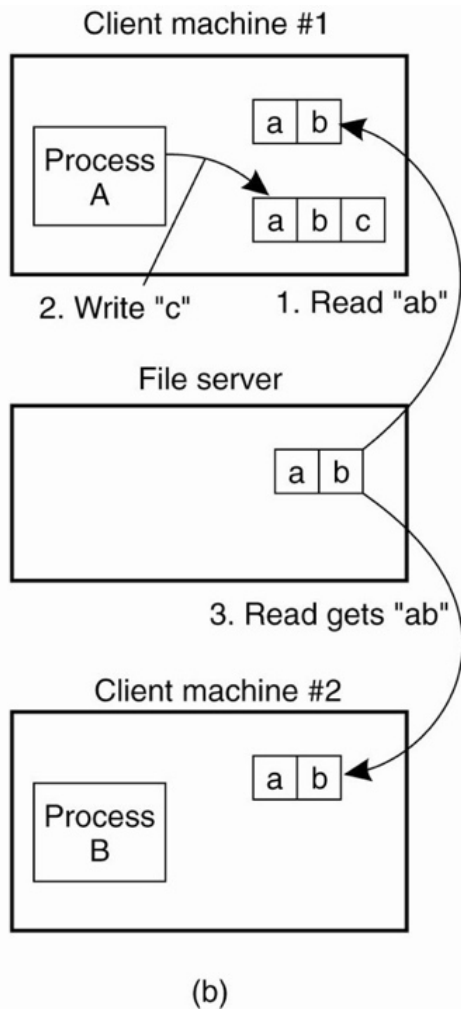 Client machine #1
a b
Process
A
a b c
2. Write "c"
1. Read "ab"
File server
a b
3. Read gets "ab"
Client machine #2
a b
Process
B
(b)